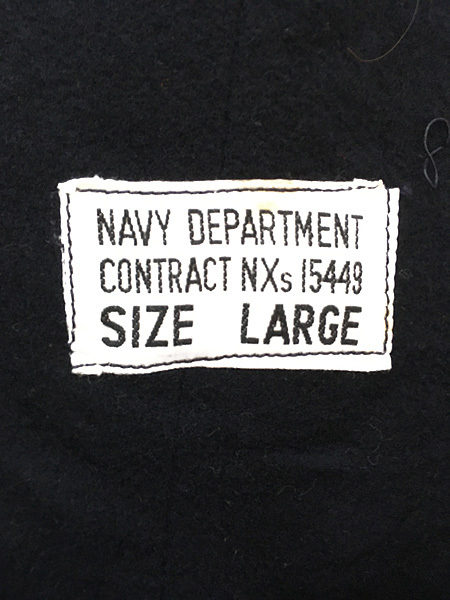 NAVY DEPARTMENT
CONTRACT NXs 15449
SIZE LARGE